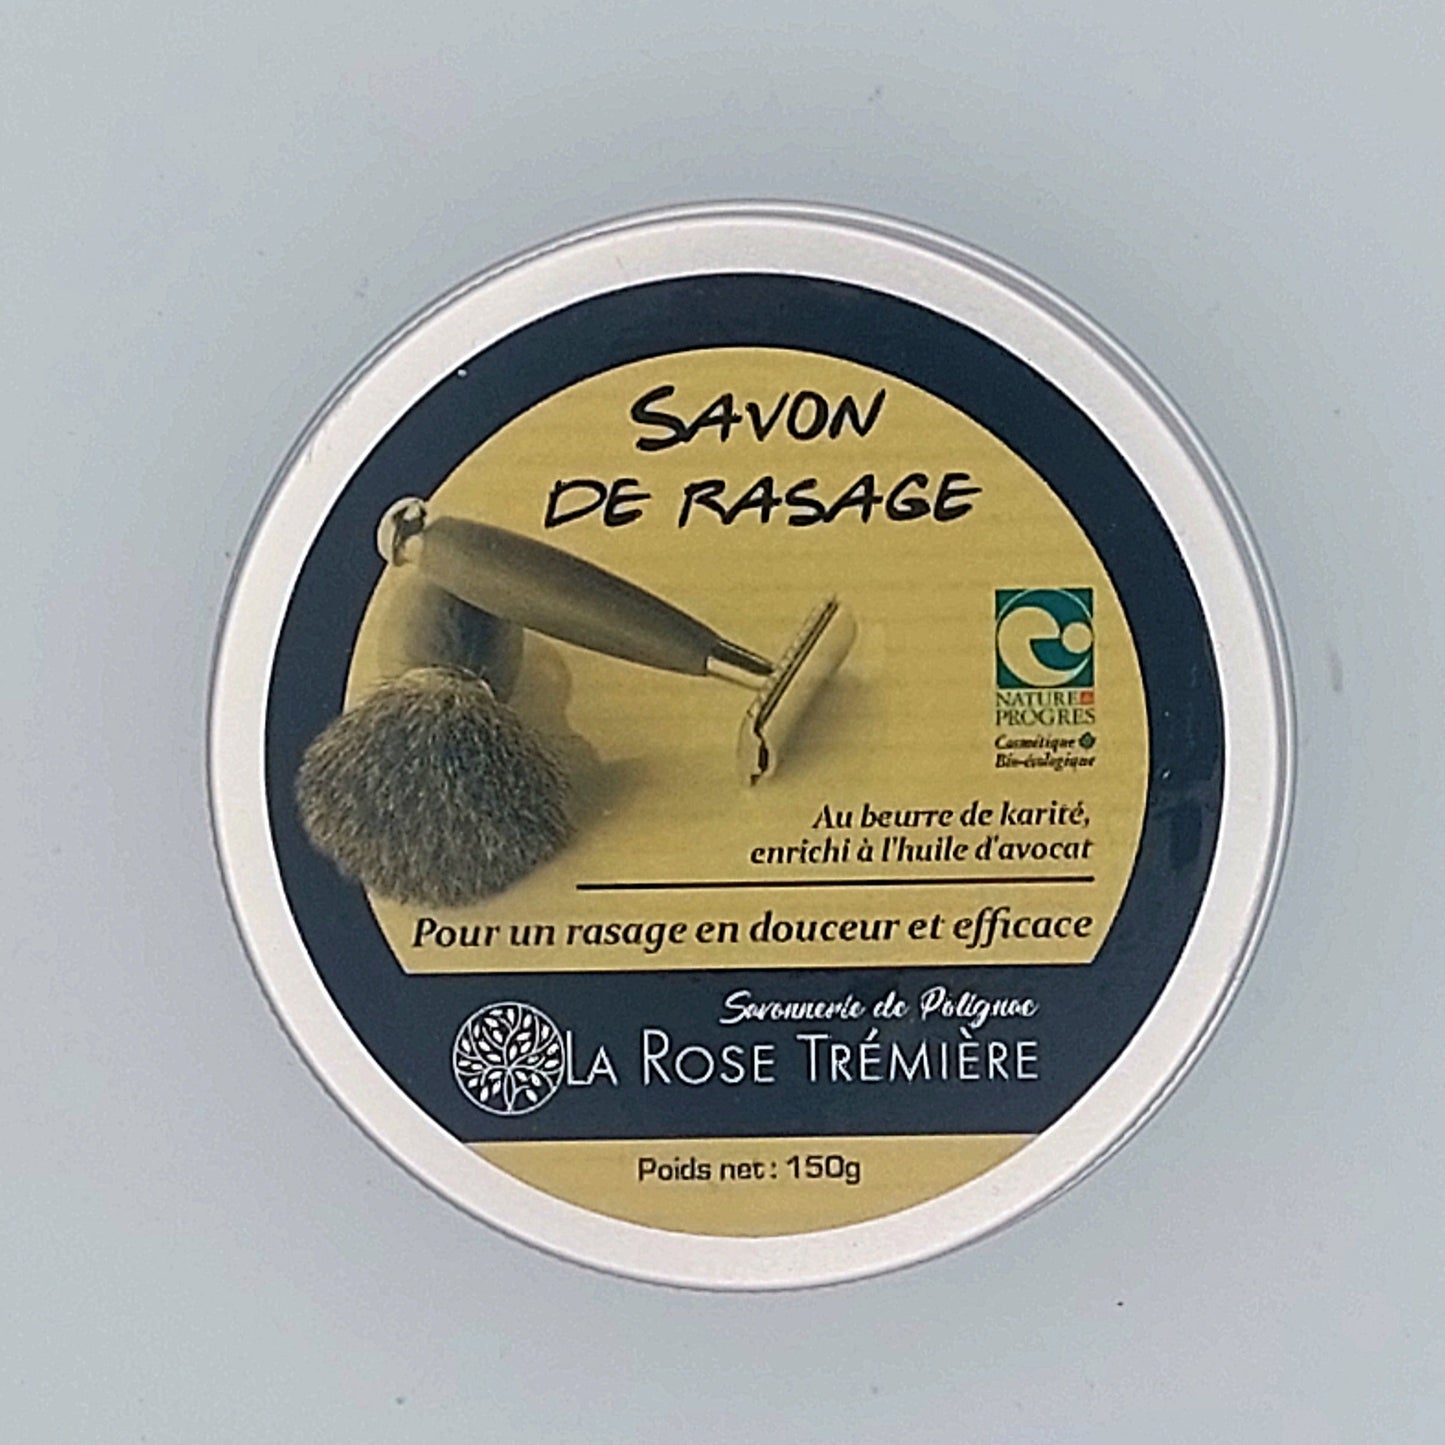 SAVON
DE RASAGE
NATURE &
PROGRES
Cosmétique
Bio-écologique
Au beurre de karité,
enrichi à l'huile d'avocat
Pour un rasage en douceur et efficace
Savonnerie de Polignac
LA ROSE TRÉMIÈRE
Poids net : 150g